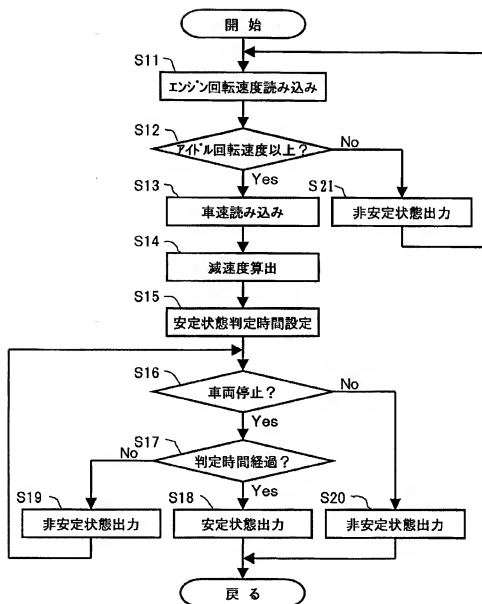 開 始
S11
エンジン回転速度読み込み
S12
アイドル回転速度以上？
No
Yes
S13
車速読み込み
S21
非安定状態出力
S14
減速度算出
S15
安定状態判定時間設定
S16
車両停止？
No
Yes
S17
判定時間経過？
No
Yes
S19
非安定状態出力
S18
安定状態出力
S20
非安定状態出力
戻 る